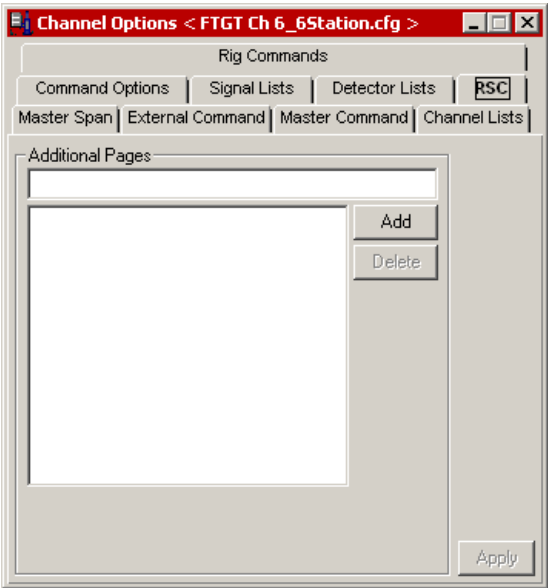 Channel Options < FTGT Ch 6_6Station.cfg >
Rig Commands
Command Options Signal Lists Detector Lists RSC
Master Span External Command Master Command Channel Lists
Additional Pages
Add
Delete
Apply